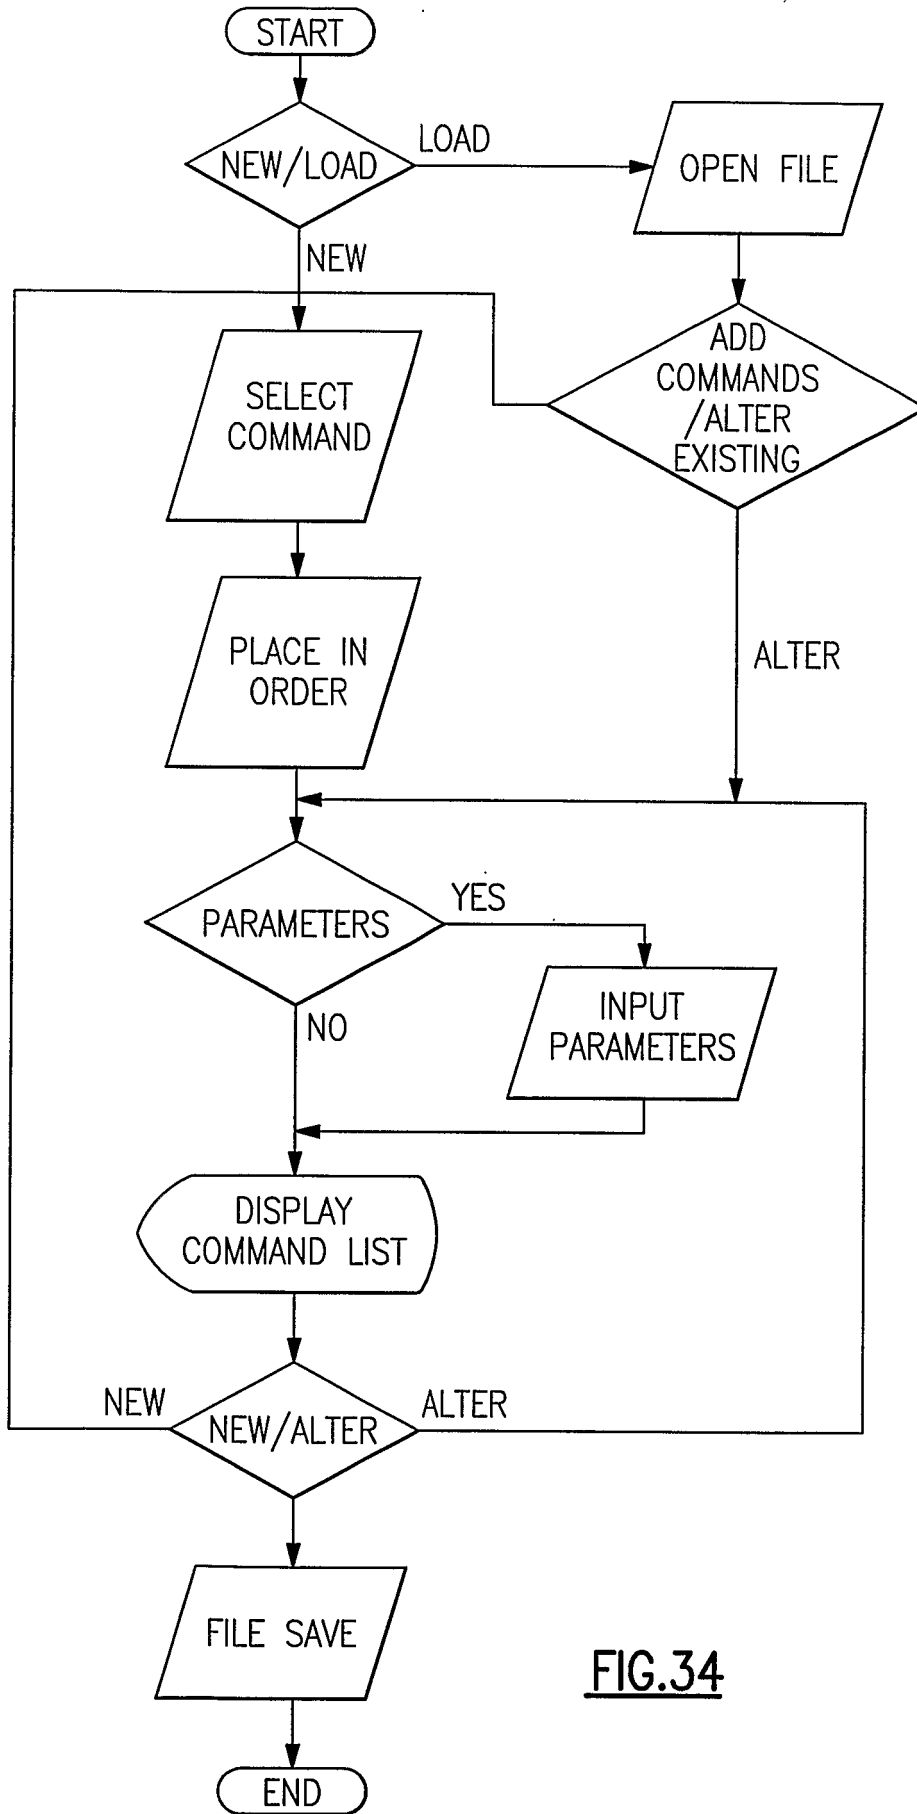 START
NEW/LOAD
LOAD
OPEN FILE
NEW
ADD
COMMANDS
/ALTER
EXISTING
SELECT
COMMAND
PLACE IN
ORDER
ALTER
PARAMETERS
YES
INPUT
PARAMETERS
NO
DISPLAY
COMMAND LIST
NEW
NEW/ALTER
ALTER
FILE SAVE
FIG.34
END